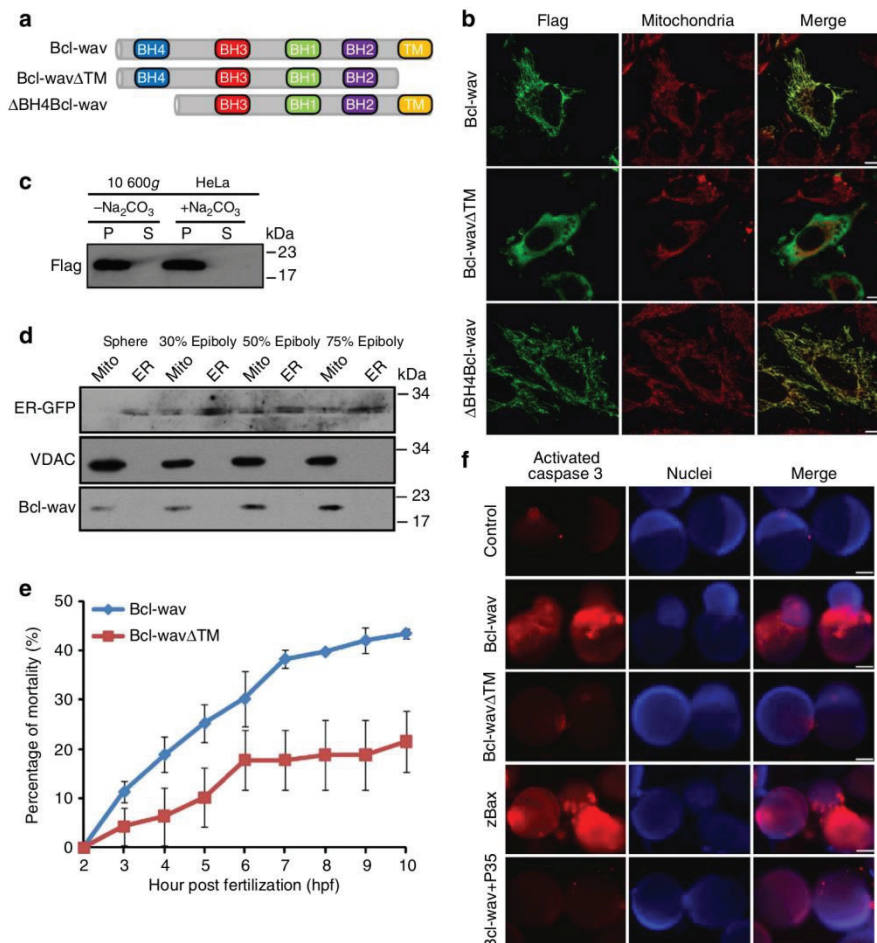 a
Bcl-wav
BH4 BH3 BH1 BH2 TM
Bcl-wavΔTM
BH4 BH3 BH1 BH2
ΔBH4Bcl-wav
BH3 BH1 BH2 TM
b
Flag Mitochondria Merge
Bcl-wav
Bcl-wavΔTM
ΔBH4Bcl-wav
c
10 600g HeLa
–Na₂CO₃ +Na₂CO₃
P S P S kDa
Flag
23
17
d
Sphere 30% Epiboly 50% Epiboly 75% Epiboly
Mito ER Mito ER Mito ER Mito ER kDa
ER-GFP
34
VDAC
34
Bcl-wav
23
17
e
Bcl-wav
Bcl-wavΔTM
Percentage of mortality (%)
50
40
30
20
10
0
2 3 4 5 6 7 8 9 10
Hour post fertilization (hpf)
f
Activated
caspase 3 Nuclei Merge
Control
Bcl-wav
Bcl-wavΔTM
zBax
Bcl-wav+P35